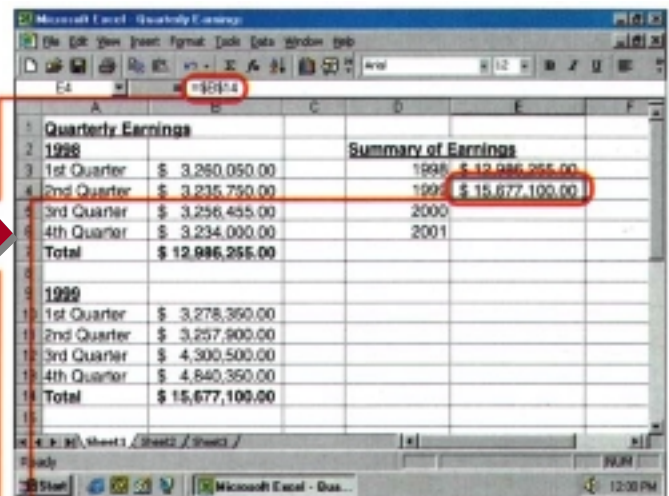 Microsoft Excel - Quarterly Earnings
File Edit View Insert Format Tools Data Window Help
Arial 12 B I U
E4 = =$B$14
A B C D E F
1 Quarterly Earnings
2 1998 Summary of Earnings
3 1st Quarter $ 3,260,050.00 1998 $ 12,986,255.00
4 2nd Quarter $ 3,235,750.00 1999 $ 15,677,100.00
5 3rd Quarter $ 3,256,455.00 2000
6 4th Quarter $ 3,234,000.00 2001
7 Total $ 12,986,255.00
8
9 1999
10 1st Quarter $ 3,278,350.00
11 2nd Quarter $ 3,257,900.00
12 3rd Quarter $ 4,300,500.00
13 4th Quarter $ 4,840,350.00
14 Total $ 15,677,100.00
15
Sheet1 Sheet2 Sheet3
Ready NUM
Start Microsoft Excel - Qua... 12:00 PM